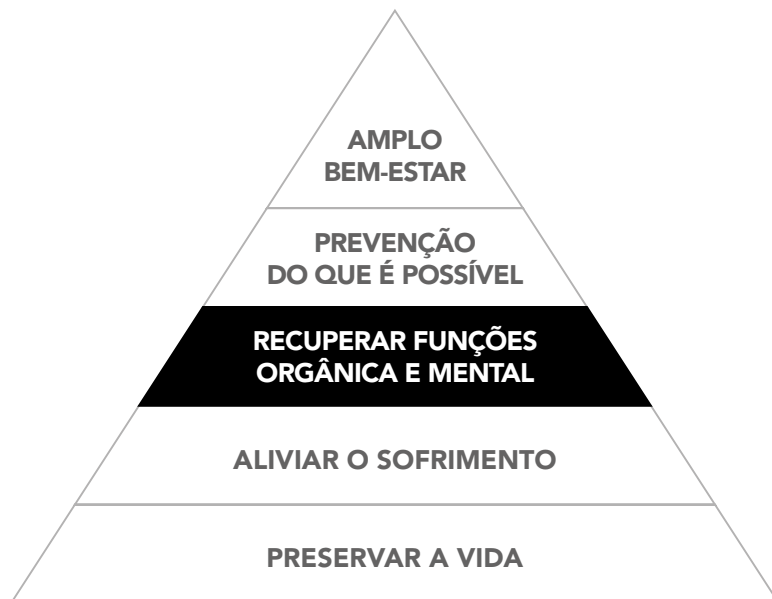 AMPLO
BEM-ESTAR
PREVENÇÃO
DO QUE É POSSÍVEL
RECUPERAR FUNÇÕES
ORGÂNICA E MENTAL
ALIVIAR O SOFRIMENTO
PRESERVAR A VIDA